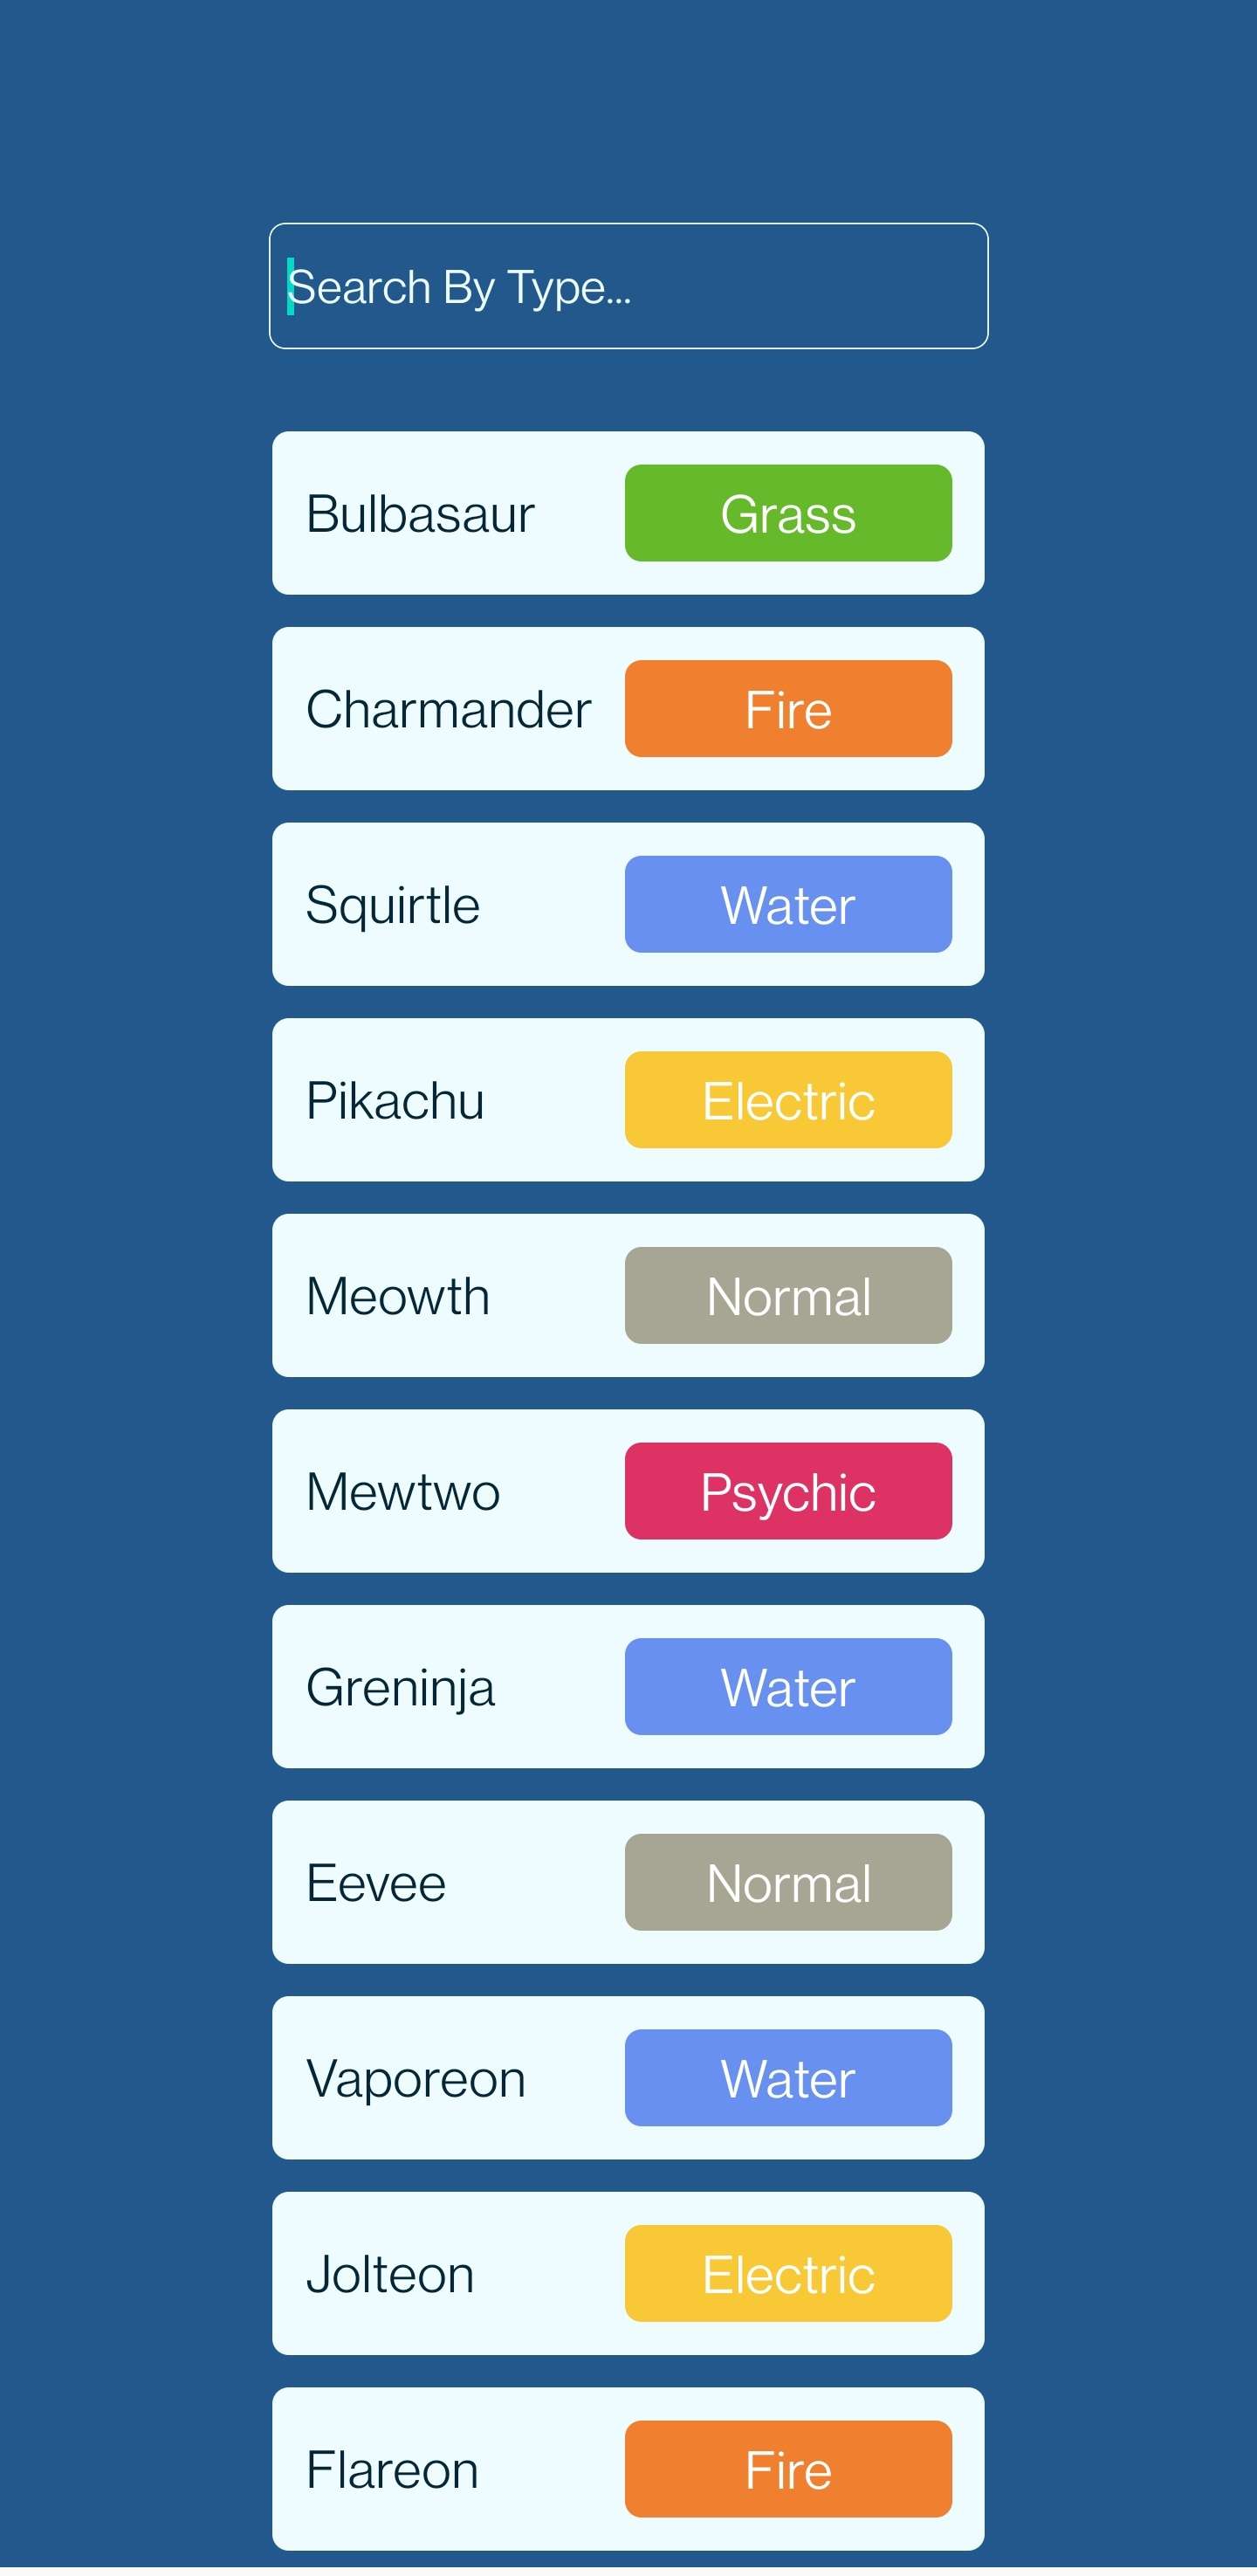 Search By Type...
Bulbasaur Grass
Charmander Fire
Squirtle Water
Pikachu Electric
Meowth Normal
Mewtwo Psychic
Greninja Water
Eevee Normal
Vaporeon Water
Jolteon Electric
Flareon Fire